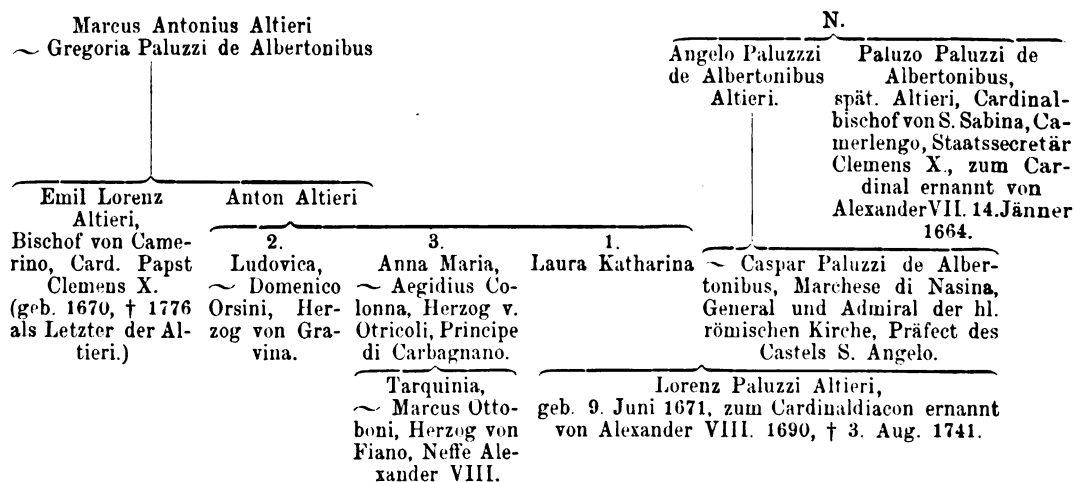 Marcus Antonius Altieri
~ Gregoria Paluzzi de Albertonibus
N.
Angelo Paluzzzi
de Albertonibus
Altieri.
Paluzo Paluzzi de
Albertonibus,
spät. Altieri, Cardinal-
bischof von S. Sabina, Ca-
merlengo, Staatssecretär
Clemens X., zum Car-
dinal ernannt von
Alexander VII. 14. Jänner
1664.
Emil Lorenz
Altieri,
Bischof von Came-
rino, Card. Papst
Clemens X.
(geb. 1670, † 1776
als Letzter der Al-
tieri.)
Anton Altieri
2.
Ludovica,
~ Domenico
Orsini, Her-
zog von Gra-
vina.
3.
Anna Maria,
~ Aegidius Co-
lonna, Herzog v.
Otricoli, Principe
di Carbagnano.
1.
Laura Katharina
~ Caspar Paluzzi de Alber-
tonibus, Marchese di Nasina,
General und Admiral der hl.
römischen Kirche, Präfect des
Castels S. Angelo.
Tarquinia,
~ Marcus Otto-
boni, Herzog von
Fiano, Neffe Ale-
xander VIII.
Lorenz Paluzzi Altieri,
geb. 9. Juni 1671, zum Cardinaldiacon ernannt
von Alexander VIII. 1690, † 3. Aug. 1741.